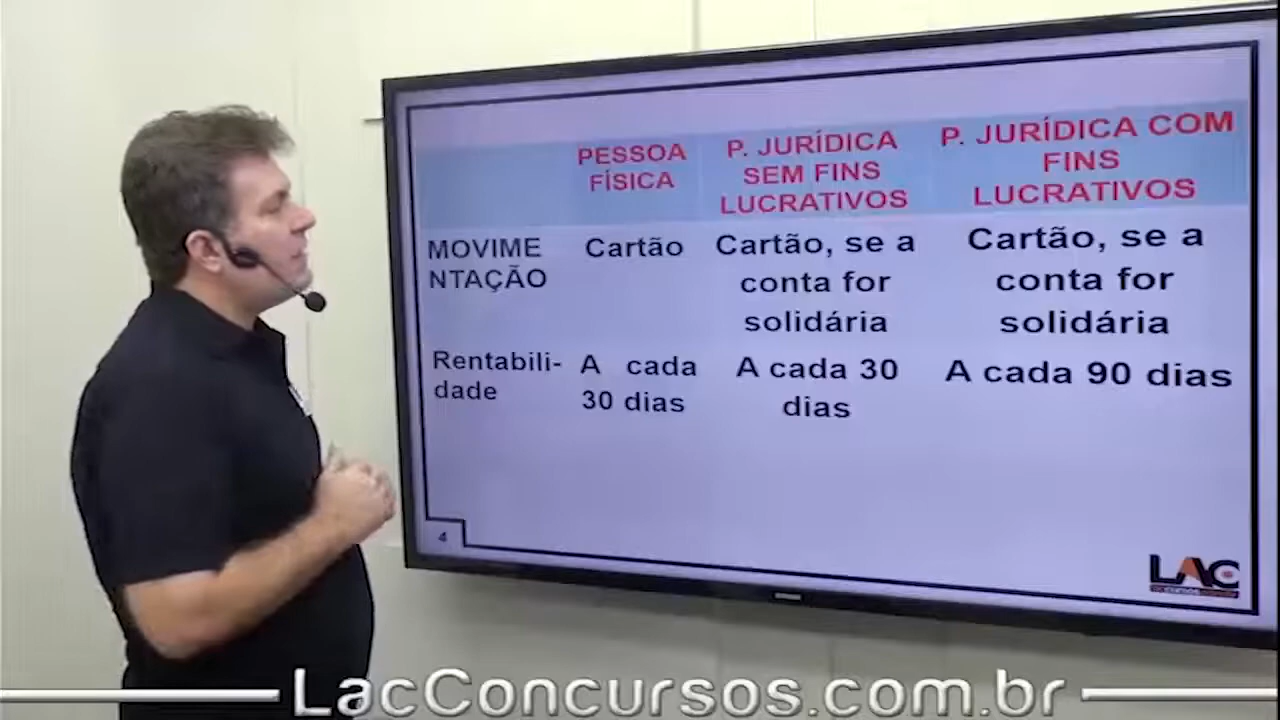 PESSOA
FÍSICA
P. JURÍDICA
SEM FINS
LUCRATIVOS
P. JURÍDICA COM
FINS
LUCRATIVOS
MOVIME
NTAÇÃO
Cartão
Cartão, se a
conta for
solidária
Cartão, se a
conta for
solidária
Rentabili-
dade
A cada
30 dias
A cada 30
dias
A cada 90 dias
4
LAC
LacConcursos.com.br